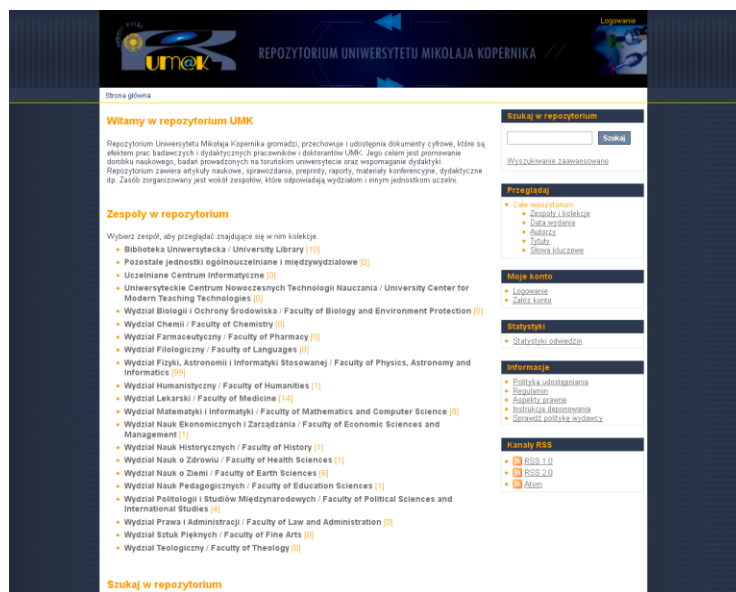 Logowanie
um@k
REPOZYTORIUM UNIWERSYTETU MIKOŁAJA KOPERNIKA //
Strona główna
Witamy w repozytorium UMK
Repozytorium Uniwersytetu Mikołaja Kopernika gromadzi, przechowuje i udostępnia dokumenty cyfrowe, które są
efektem prac badawczych i dydaktycznych pracowników i doktorantów UMK. Jego celem jest promowanie
dorobku naukowego, badań prowadzonych na toruńskim uniwersytecie oraz wspomaganie dydaktyki.
Repozytorium zawiera artykuły naukowe, sprawozdania, preprinty, raporty, materiały konferencyjne, dydaktyczne
itp. Zasób zorganizowany jest wokół zespołów, które odpowiadają wydziałom i innym jednostkom uczelni.
Zespoły w repozytorium
Wybierz zespół, aby przeglądać znajdujące się w nim kolekcje.
Biblioteka Uniwersytecka / University Library [10]
Pozostałe jednostki ogólnouczelniane i międzywydziałowe [0]
Uczelniane Centrum Informatyczne [0]
Uniwersyteckie Centrum Nowoczesnych Technologii Nauczania / University Center for
Modern Teaching Technologies [0]
Wydział Biologii i Ochrony Środowiska / Faculty of Biology and Environment Protection [0]
Wydział Chemii / Faculty of Chemistry [0]
Wydział Farmaceutyczny / Faculty of Pharmacy [0]
Wydział Filologiczny / Faculty of Languages [0]
Wydział Fizyki, Astronomii i Informatyki Stosowanej / Faculty of Physics, Astronomy and
Informatics [99]
Wydział Humanistyczny / Faculty of Humanities [1]
Wydział Lekarski / Faculty of Medicine [14]
Wydział Matematyki i Informatyki / Faculty of Mathematics and Computer Science [8]
Wydział Nauk Ekonomicznych i Zarządzania / Faculty of Economic Sciences and
Management [1]
Wydział Nauk Historycznych / Faculty of History [1]
Wydział Nauk o Zdrowiu / Faculty of Health Sciences [1]
Wydział Nauk o Ziemi / Faculty of Earth Sciences [6]
Wydział Nauk Pedagogicznych / Faculty of Education Sciences [1]
Wydział Politologii i Studiów Międzynarodowych / Faculty of Political Sciences and
International Studies [4]
Wydział Prawa i Administracji / Faculty of Law and Administration [0]
Wydział Sztuk Pięknych / Faculty of Fine Arts [0]
Wydział Teologiczny / Faculty of Theology [0]
Szukaj w repozytorium
Szukaj w repozytorium
Szukaj
Wyszukiwanie zaawansowane
Przeglądaj
Całe repozytorium
Zespoły i kolekcje
Data wydania
Autorzy
Tytuły
Słowa kluczowe
Moje konto
Logowanie
Załóż konto
Statystyki
Statystyki odwiedzin
Informacje
Polityka udostępniania
Regulamin
Aspekty prawne
Instrukcja deponowania
Sprawdź politykę wydawcy
Kanały RSS
RSS 1.0
RSS 2.0
Atom